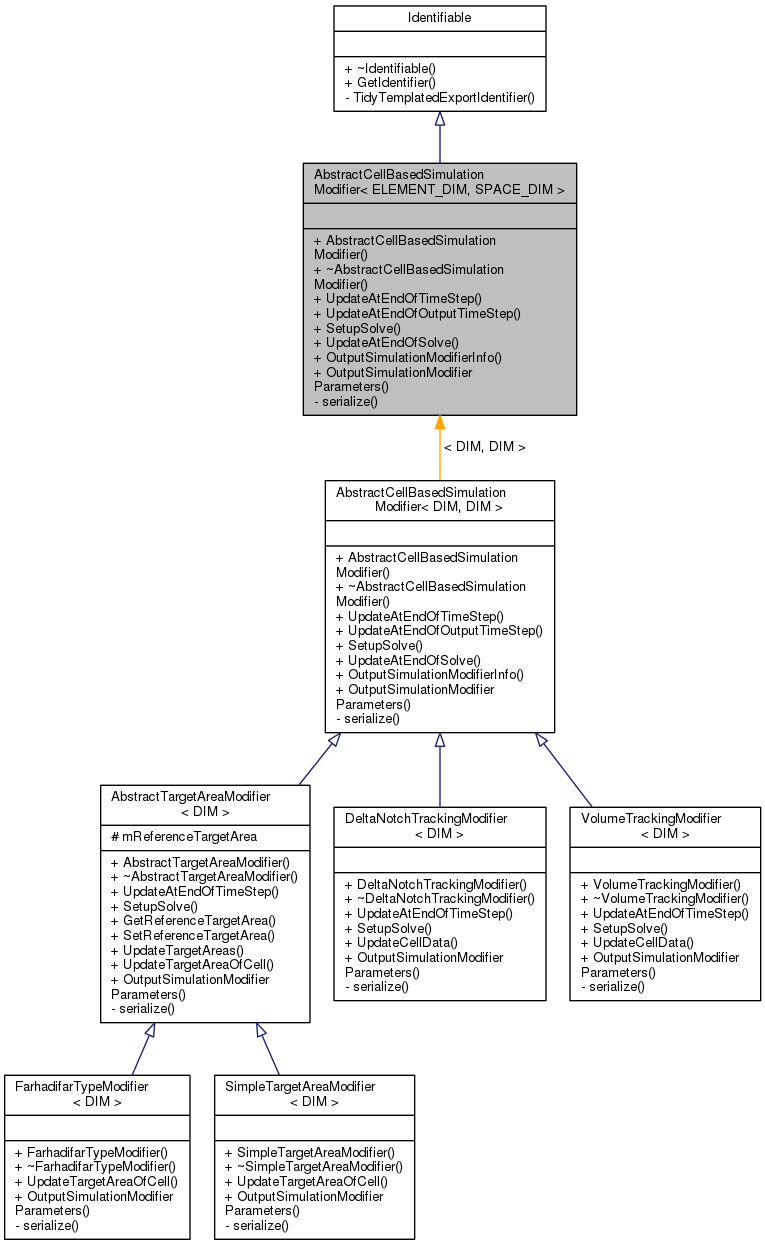 Identifiable
+ ~Identifiable()
+ GetIdentifier()
- TidyTemplatedExportIdentifier()
AbstractCellBasedSimulation
Modifier< ELEMENT_DIM, SPACE_DIM >
+ AbstractCellBasedSimulation
Modifier()
+ ~AbstractCellBasedSimulation
Modifier()
+ UpdateAtEndOfTimeStep()
+ UpdateAtEndOfOutputTimeStep()
+ SetupSolve()
+ UpdateAtEndOfSolve()
+ OutputSimulationModifierInfo()
+ OutputSimulationModifier
Parameters()
- serialize()
< DIM, DIM >
AbstractCellBasedSimulation
Modifier< DIM, DIM >
+ AbstractCellBasedSimulation
Modifier()
+ ~AbstractCellBasedSimulation
Modifier()
+ UpdateAtEndOfTimeStep()
+ UpdateAtEndOfOutputTimeStep()
+ SetupSolve()
+ UpdateAtEndOfSolve()
+ OutputSimulationModifierInfo()
+ OutputSimulationModifier
Parameters()
- serialize()
AbstractTargetAreaModifier
< DIM >
# mReferenceTargetArea
+ AbstractTargetAreaModifier()
+ ~AbstractTargetAreaModifier()
+ UpdateAtEndOfTimeStep()
+ SetupSolve()
+ GetReferenceTargetArea()
+ SetReferenceTargetArea()
+ UpdateTargetAreas()
+ UpdateTargetAreaOfCell()
+ OutputSimulationModifier
Parameters()
- serialize()
DeltaNotchTrackingModifier
< DIM >
+ DeltaNotchTrackingModifier()
+ ~DeltaNotchTrackingModifier()
+ UpdateAtEndOfTimeStep()
+ SetupSolve()
+ UpdateCellData()
+ OutputSimulationModifier
Parameters()
- serialize()
VolumeTrackingModifier
< DIM >
+ VolumeTrackingModifier()
+ ~VolumeTrackingModifier()
+ UpdateAtEndOfTimeStep()
+ SetupSolve()
+ UpdateCellData()
+ OutputSimulationModifier
Parameters()
- serialize()
FarhadifarTypeModifier
< DIM >
+ FarhadifarTypeModifier()
+ ~FarhadifarTypeModifier()
+ UpdateTargetAreaOfCell()
+ OutputSimulationModifier
Parameters()
- serialize()
SimpleTargetAreaModifier
< DIM >
+ SimpleTargetAreaModifier()
+ ~SimpleTargetAreaModifier()
+ UpdateTargetAreaOfCell()
+ OutputSimulationModifier
Parameters()
- serialize()